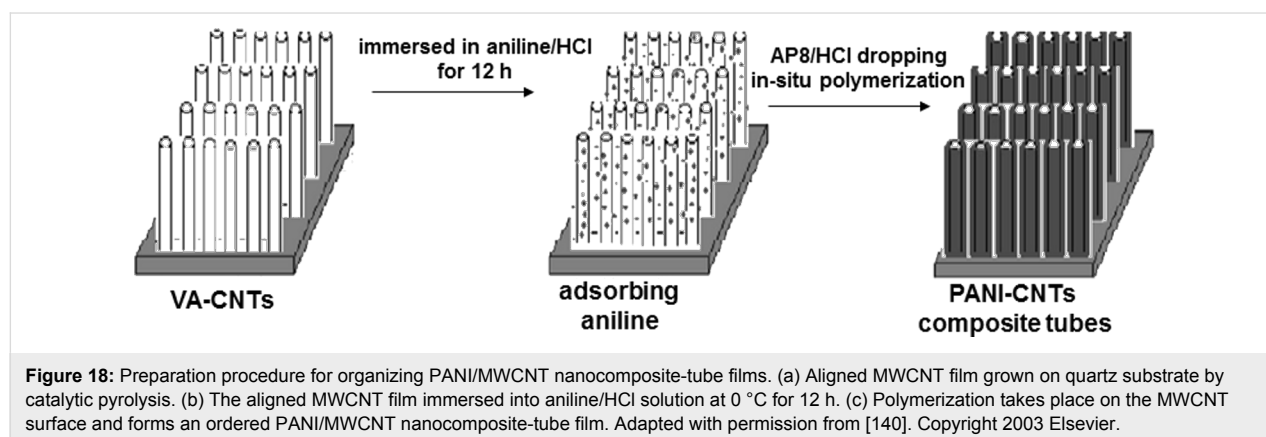 immersed in aniline/HCl
for 12 h
AP8/HCl dropping
in-situ polymerization
VA-CNTs
adsorbing
aniline
PANI-CNTs
composite tubes
Figure 18: Preparation procedure for organizing PANI/MWCNT nanocomposite-tube films. (a) Aligned MWCNT film grown on quartz substrate by
catalytic pyrolysis. (b) The aligned MWCNT film immersed into aniline/HCl solution at 0 °C for 12 h. (c) Polymerization takes place on the MWCNT
surface and forms an ordered PANI/MWCNT nanocomposite-tube film. Adapted with permission from [140]. Copyright 2003 Elsevier.